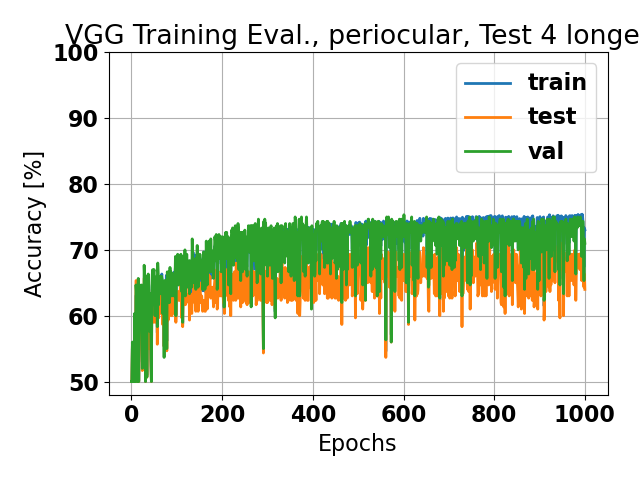 VGG Training Eval., periocular, Test 4 longe
100
90
80
70
60
50
Accuracy [%]
train
test
val
0 200 400 600 800 1000
Epochs